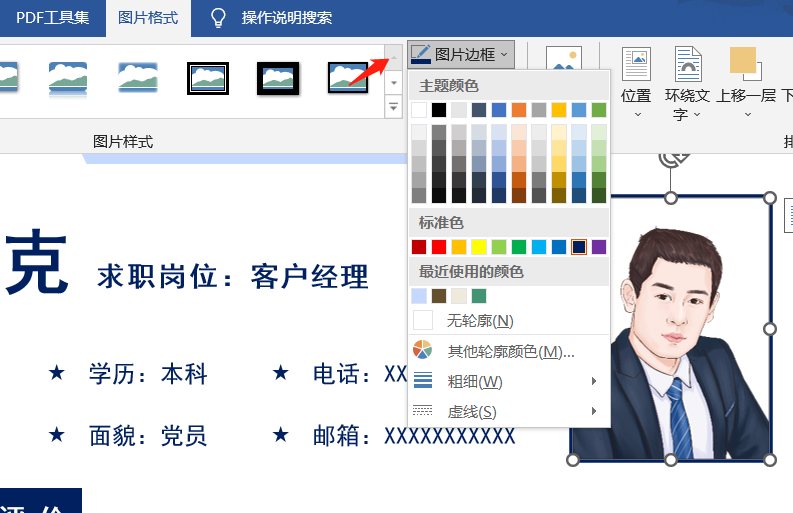 PDF工具集 图片格式 操作说明搜索
图片边框
主题颜色
位置 环绕文字 上移一层 下
图片样式
标准色
最近使用的颜色
无轮廓(N)
其他轮廓颜色(M)...
粗细(W)
虚线(S)
克 求职岗位：客户经理
★ 学历：本科 ★ 电话：XX
★ 面貌：党员 ★ 邮箱：XXXXXXXXXXX